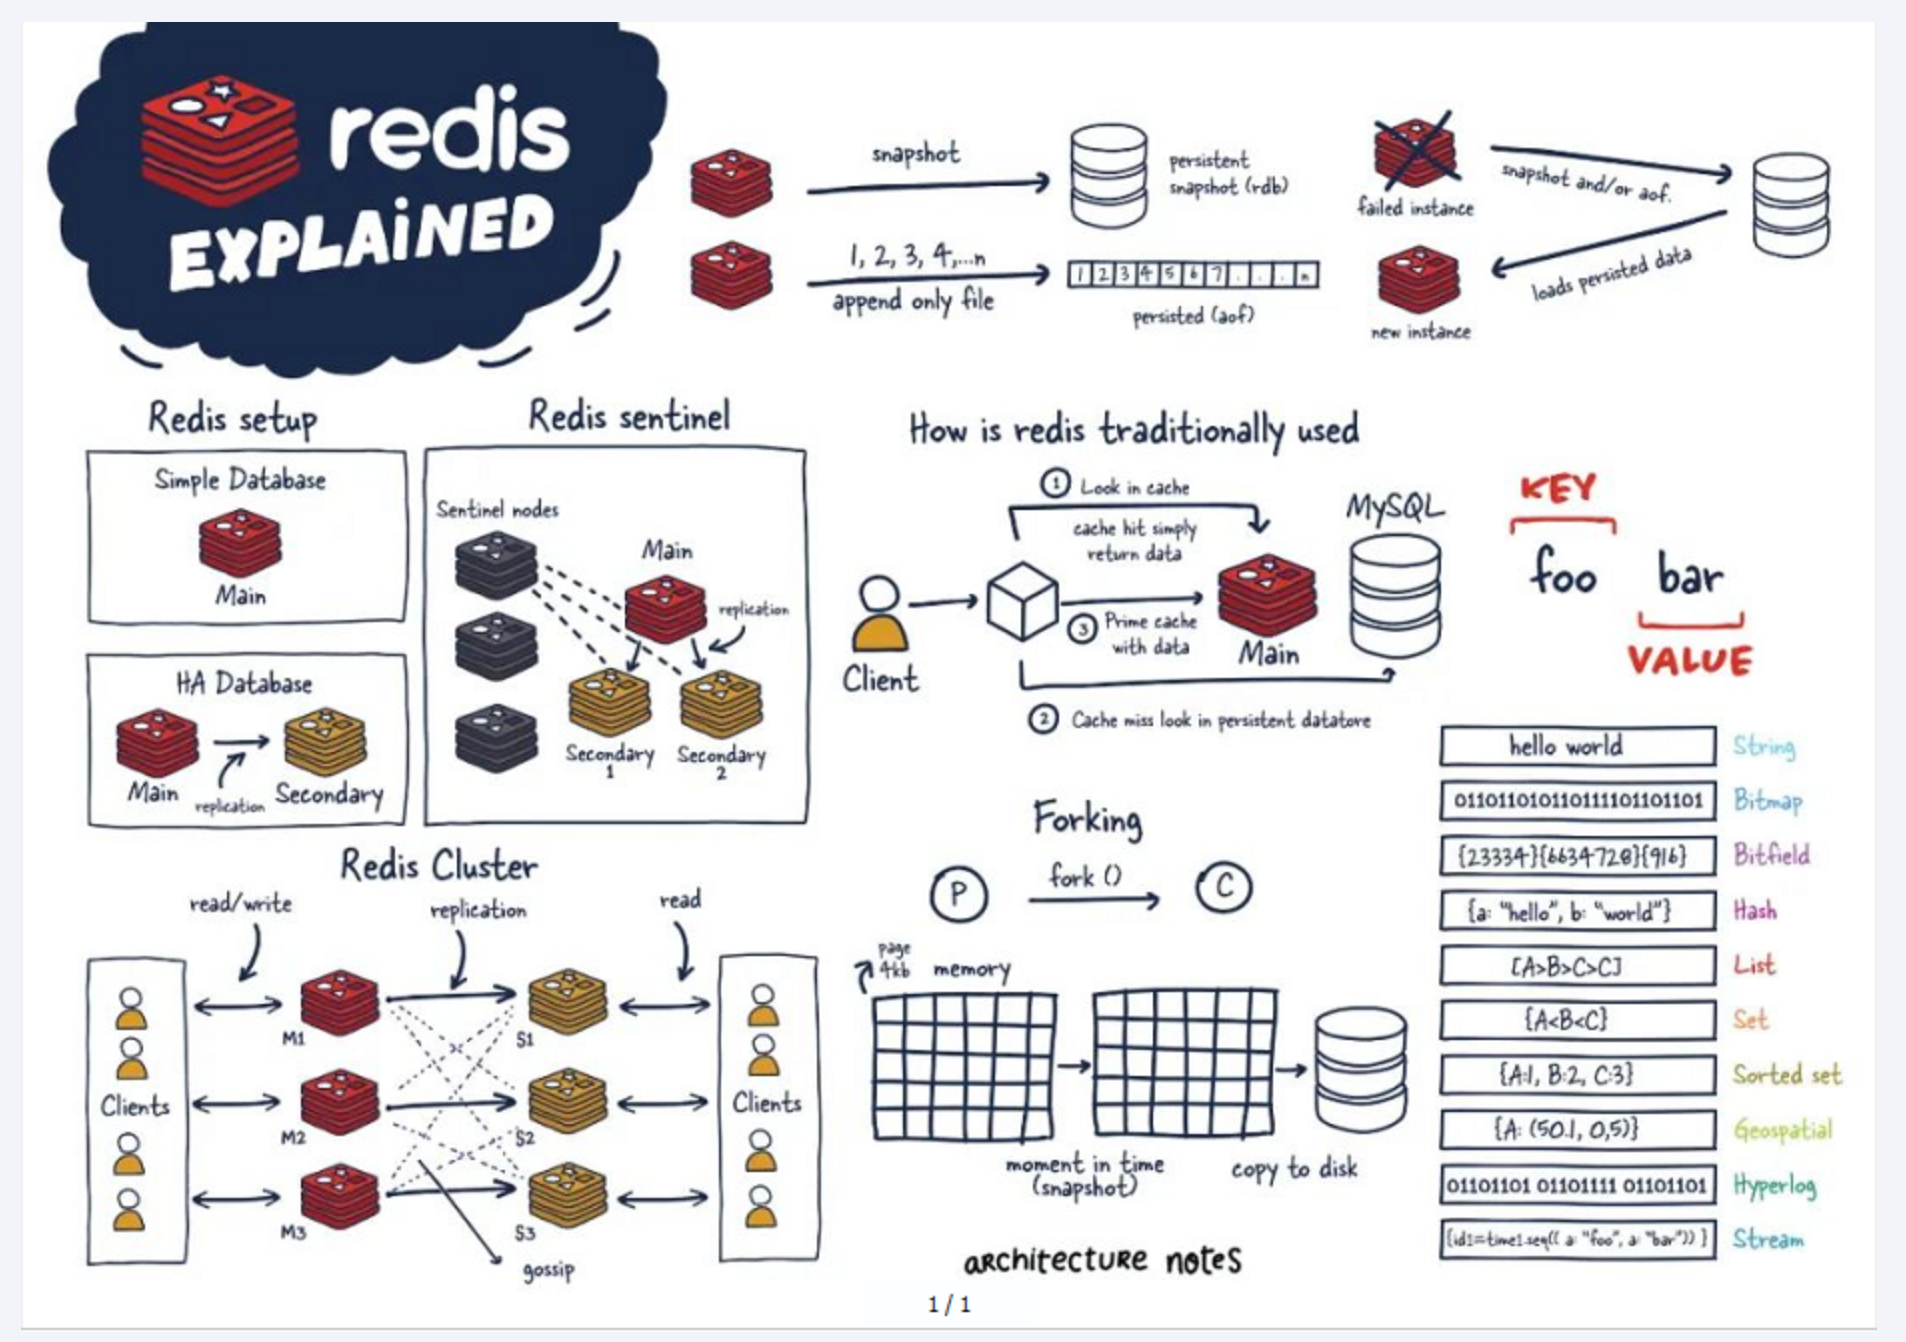 redis
EXPLAINED
snapshot
persistent
snapshot (rdb)
1, 2, 3, 4,...n
append only file
1 2 3 4 5 6 7 . . . n
persisted (aof)
failed instance
snapshot and/or aof.
loads persisted data
new instance
Redis setup
Simple Database
Main
HA Database
Main
replication
Secondary
Redis sentinel
Sentinel nodes
Main
replication
Secondary
1
Secondary
2
How is redis traditionally used
1 Look in cache
cache hit simply
return data
MySQL
3 Prime cache
with data
Client
Main
2 Cache miss look in persistent datatore
KEY
foo bar
VALUE
Redis Cluster
read/write
replication
read
Clients
M1
S1
M2
S2
M3
S3
Clients
gossip
Forking
P
fork ()
C
page
4kb
memory
moment in time
(snapshot)
copy to disk
hello world String
011011010110111101101101 Bitmap
{23334}{6634728}{916} Bitfield
{a: "hello", b: "world"} Hash
[A>B>C>C] List
{A<B<C} Set
{A:1, B:2, C:3} Sorted set
{A: (50.1, 0,5)} Geospatial
01101101 01101111 01101101 Hyperlog
{id1=time1.seq(( a: "foo", a: "bar")) } Stream
architecture notes
1 / 1